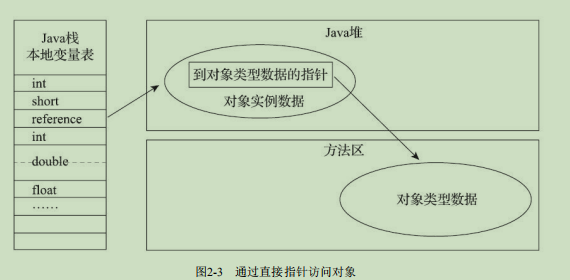 Java栈
本地变量表
int
short
reference
int
double
float
……
Java堆
到对象类型数据的指针
对象实例数据
方法区
对象类型数据
图2-3 通过直接指针访问对象